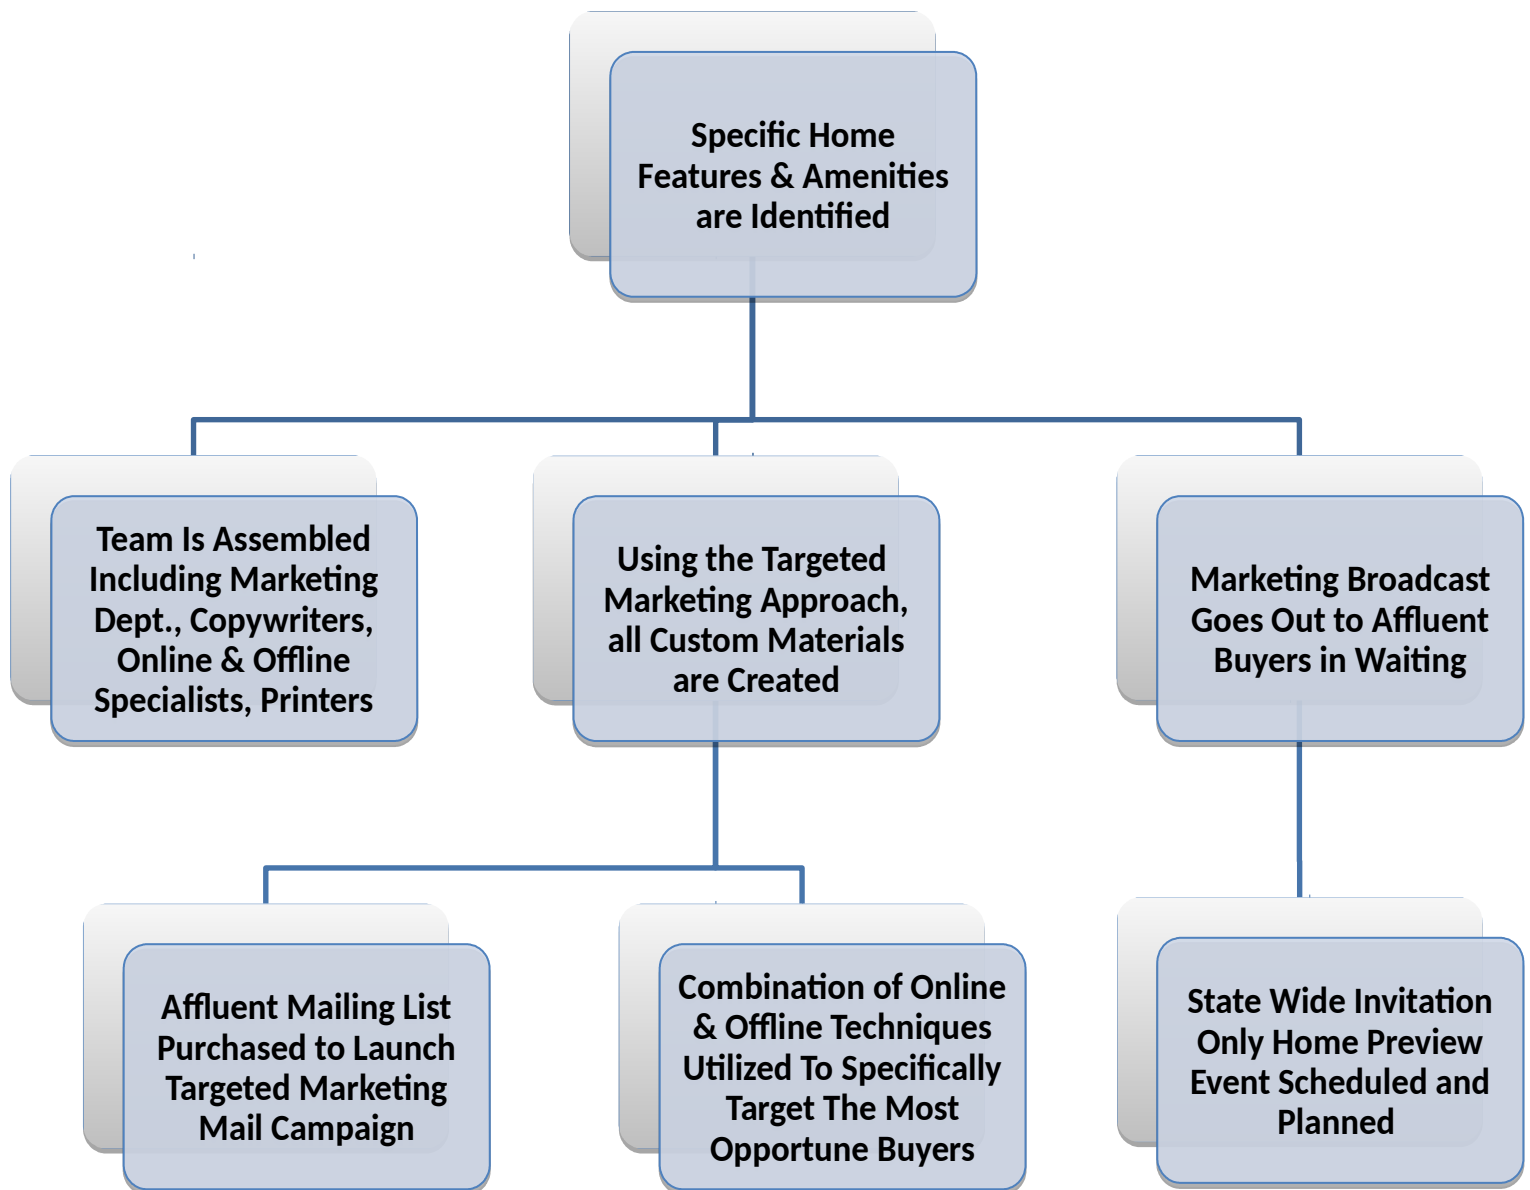 Specific Home
Features & Amenities
are Identified
Team Is Assembled
Including Marketing
Dept., Copywriters,
Online & Offline
Specialists, Printers
Using the Targeted
Marketing Approach,
all Custom Materials
are Created
Marketing Broadcast
Goes Out to Affluent
Buyers in Waiting
Affluent Mailing List
Purchased to Launch
Targeted Marketing
Mail Campaign
Combination of Online
& Offline Techniques
Utilized To Specifically
Target The Most
Opportune Buyers
State Wide Invitation
Only Home Preview
Event Scheduled and
Planned